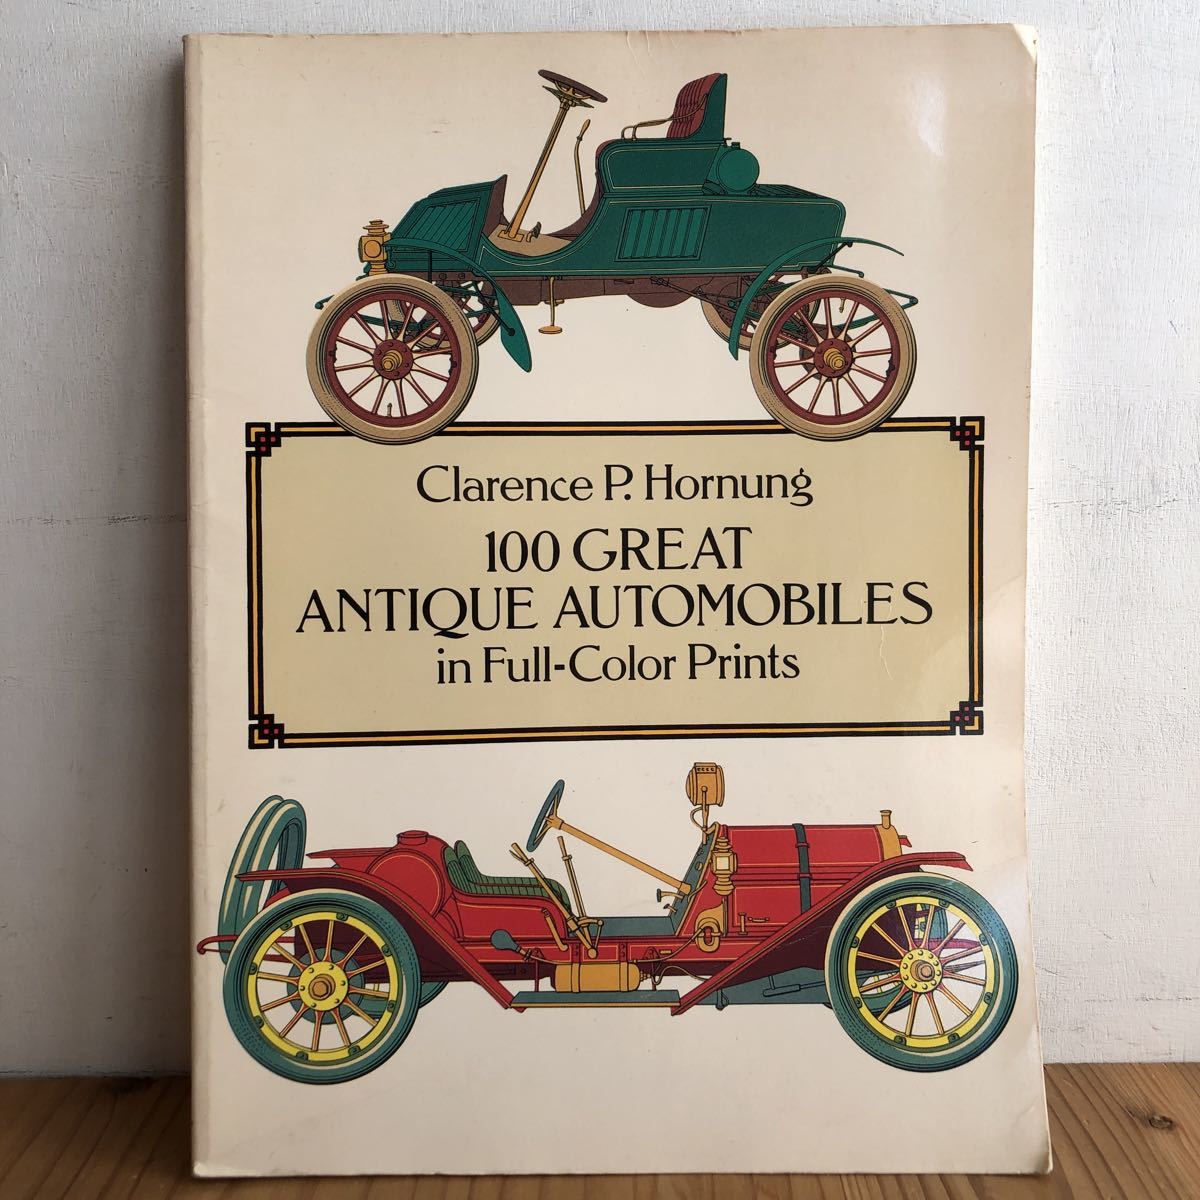 Clarence P. Hornung
100 GREAT
ANTIQUE AUTOMOBILES
in Full-Color Prints